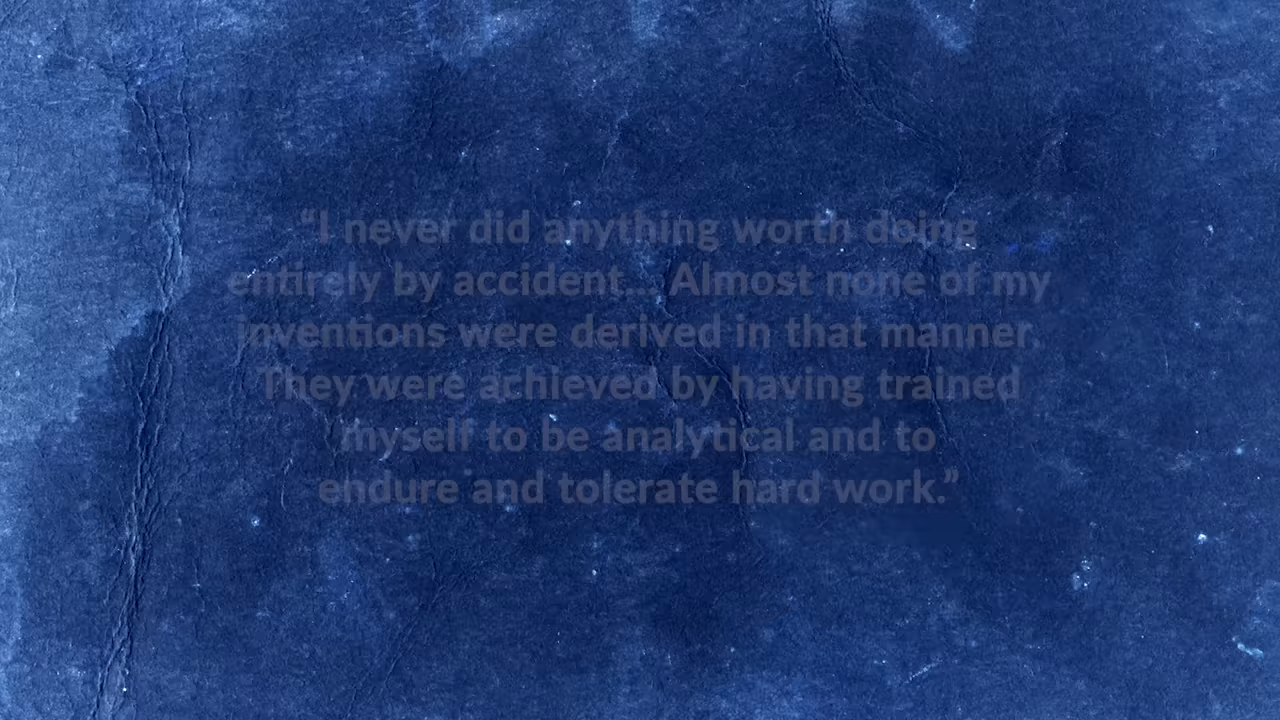 “I never did anything worth doing
entirely by accident... Almost none of my
inventions were derived in that manner.
They were achieved by having trained
myself to be analytical and to
endure and tolerate hard work.”